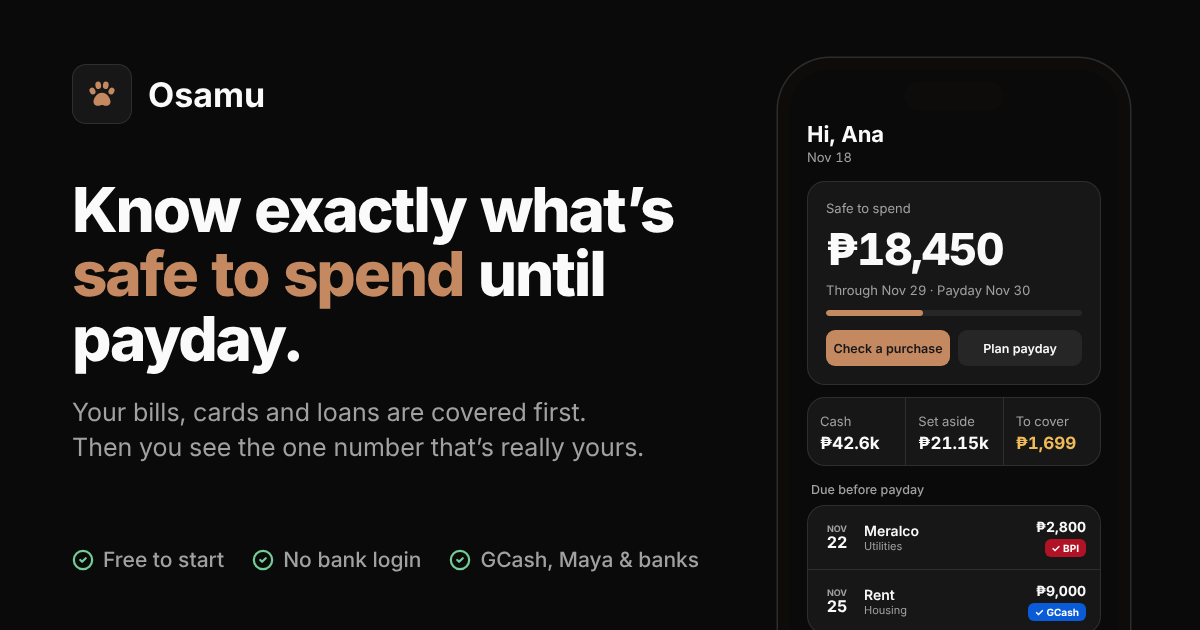 Osamu
Know exactly what’s
safe to spend until
payday.
Your bills, cards and loans are covered first.
Then you see the one number that’s really yours.
Free to start
No bank login
GCash, Maya & banks
Hi, Ana
Nov 18
Safe to spend
₱18,450
Through Nov 29 · Payday Nov 30
Check a purchase
Plan payday
Cash
₱42.6k
Set aside
₱21.15k
To cover
₱1,699
Due before payday
NOV
22
Meralco
Utilities
₱2,800
✓ BPI
NOV
25
Rent
Housing
₱9,000
✓ GCash